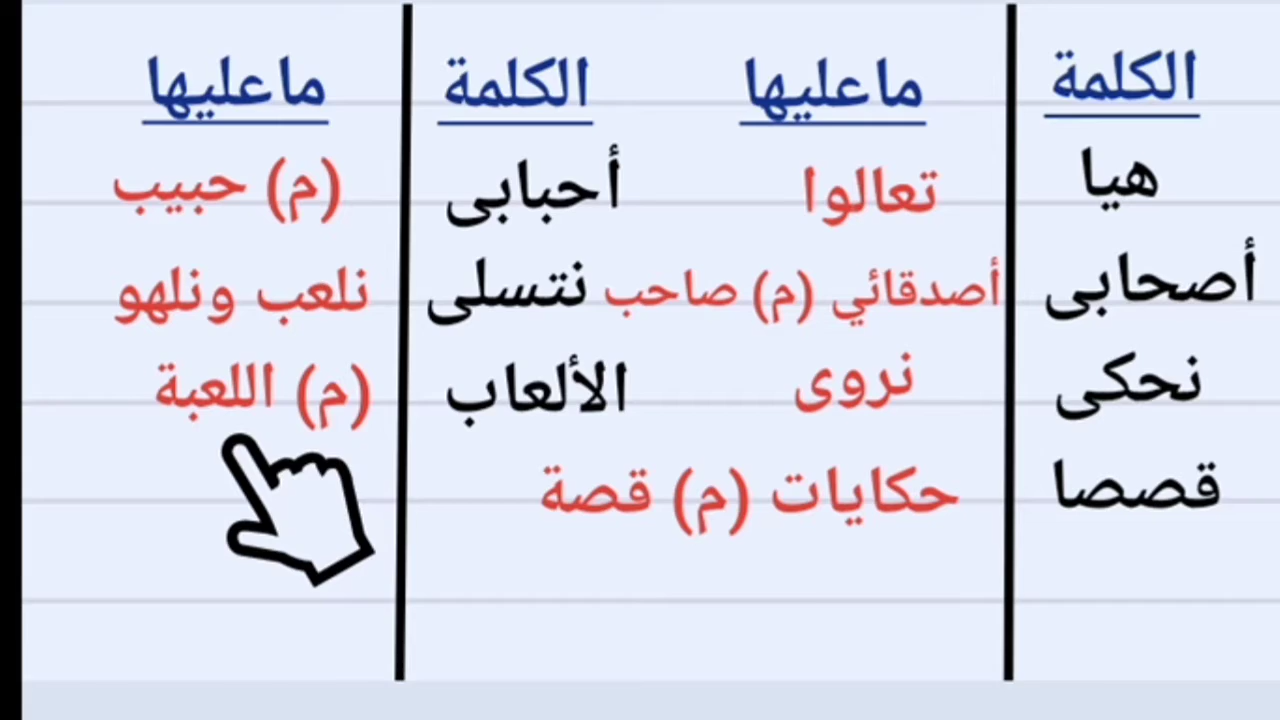 الكلمة ماعليها الكلمة ماعليها
هيا تعالوا أحبابى (م) حبيب
أصحابى أصدقائي (م) صاحب نتسلى نلعب ونلهو
نحكى نروى الألعاب (م) اللعبة
قصصا حكايات (م) قصة